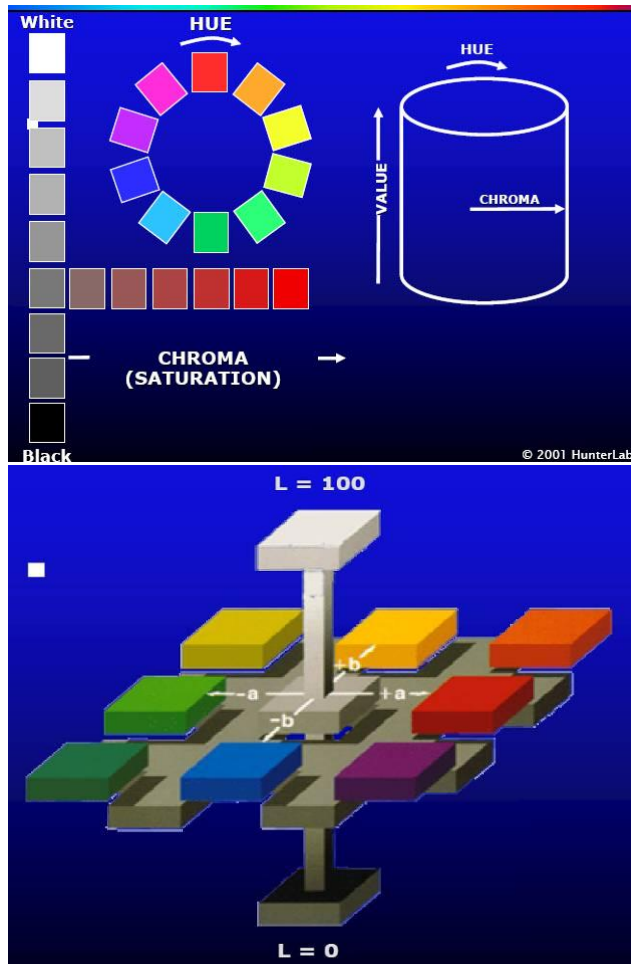 White
HUE
HUE
VALUE
CHROMA
CHROMA
(SATURATION)
Black
© 2001 HunterLab
L = 100
+b
-a
+a
-b
L = 0